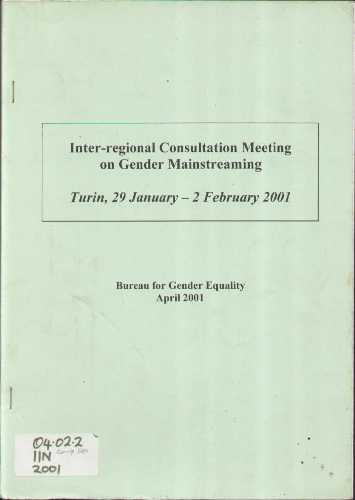 Inter-regional Consultation Meeting
on Gender Mainstreaming
Turin, 29 January – 2 February 2001
Bureau for Gender Equality
April 2001
04.02.2
IIN
2001